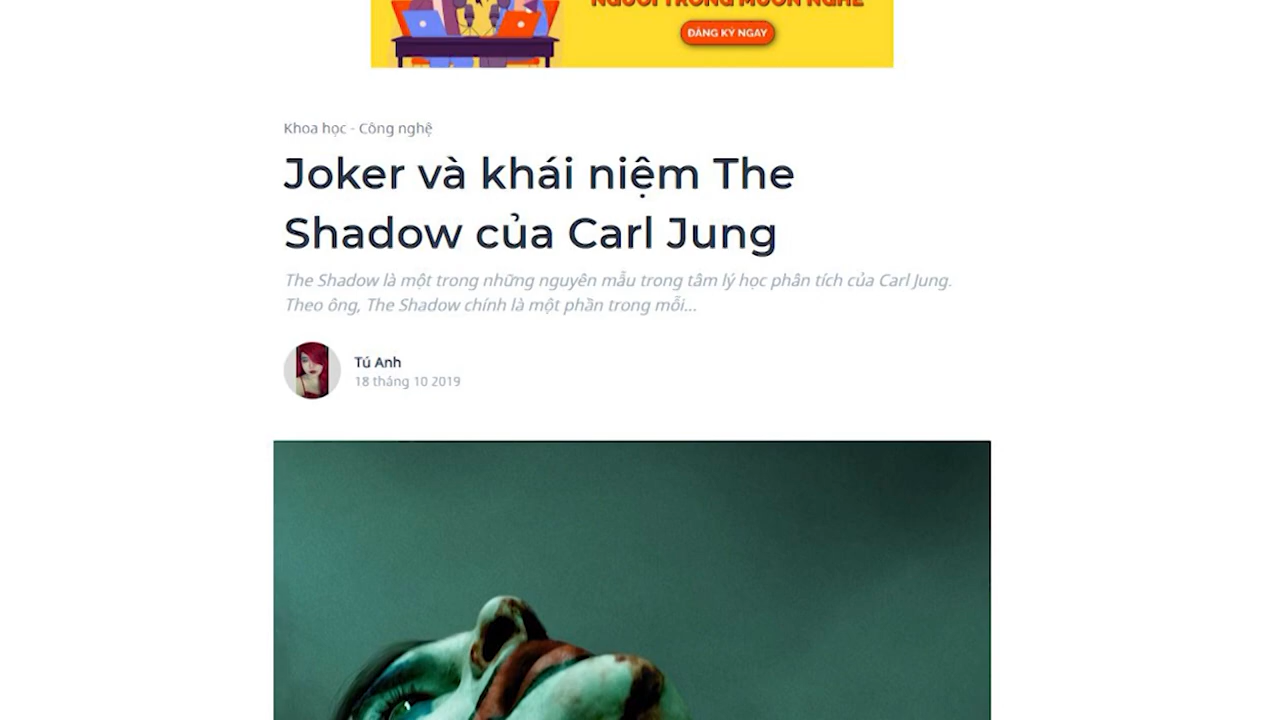 NGƯỜI TRONG MUÔN NGHỀ
ĐĂNG KÝ NGAY
Khoa học - Công nghệ
Joker và khái niệm The
Shadow của Carl Jung
The Shadow là một trong những nguyên mẫu trong tâm lý học phân tích của Carl Jung.
Theo ông, The Shadow chính là một phần trong mỗi...
Tú Anh
18 tháng 10 2019